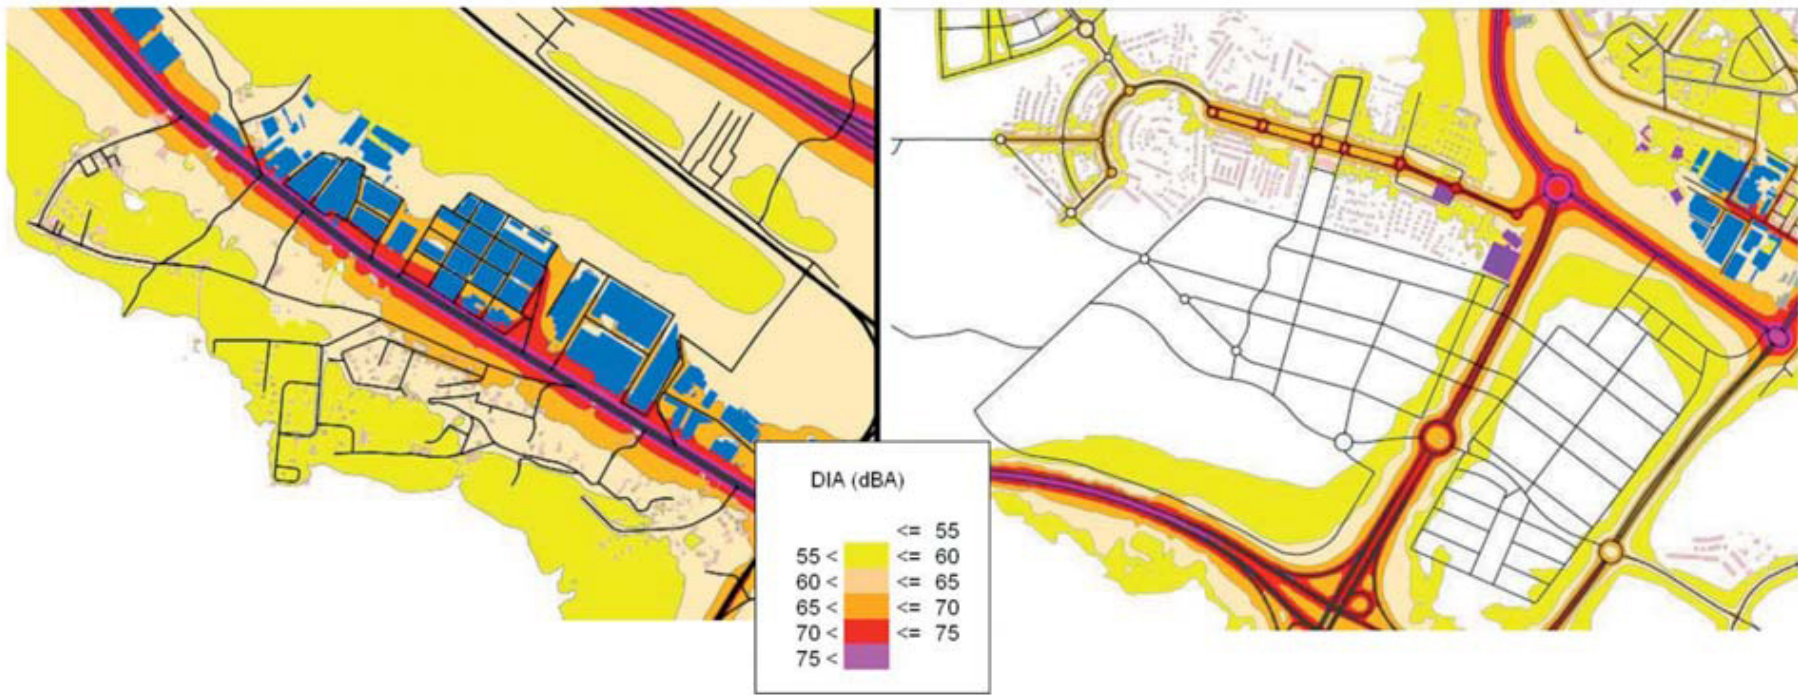 DIA (dBA)
<= 55
55 < <= 60
60 < <= 65
65 < <= 70
70 < <= 75
75 <